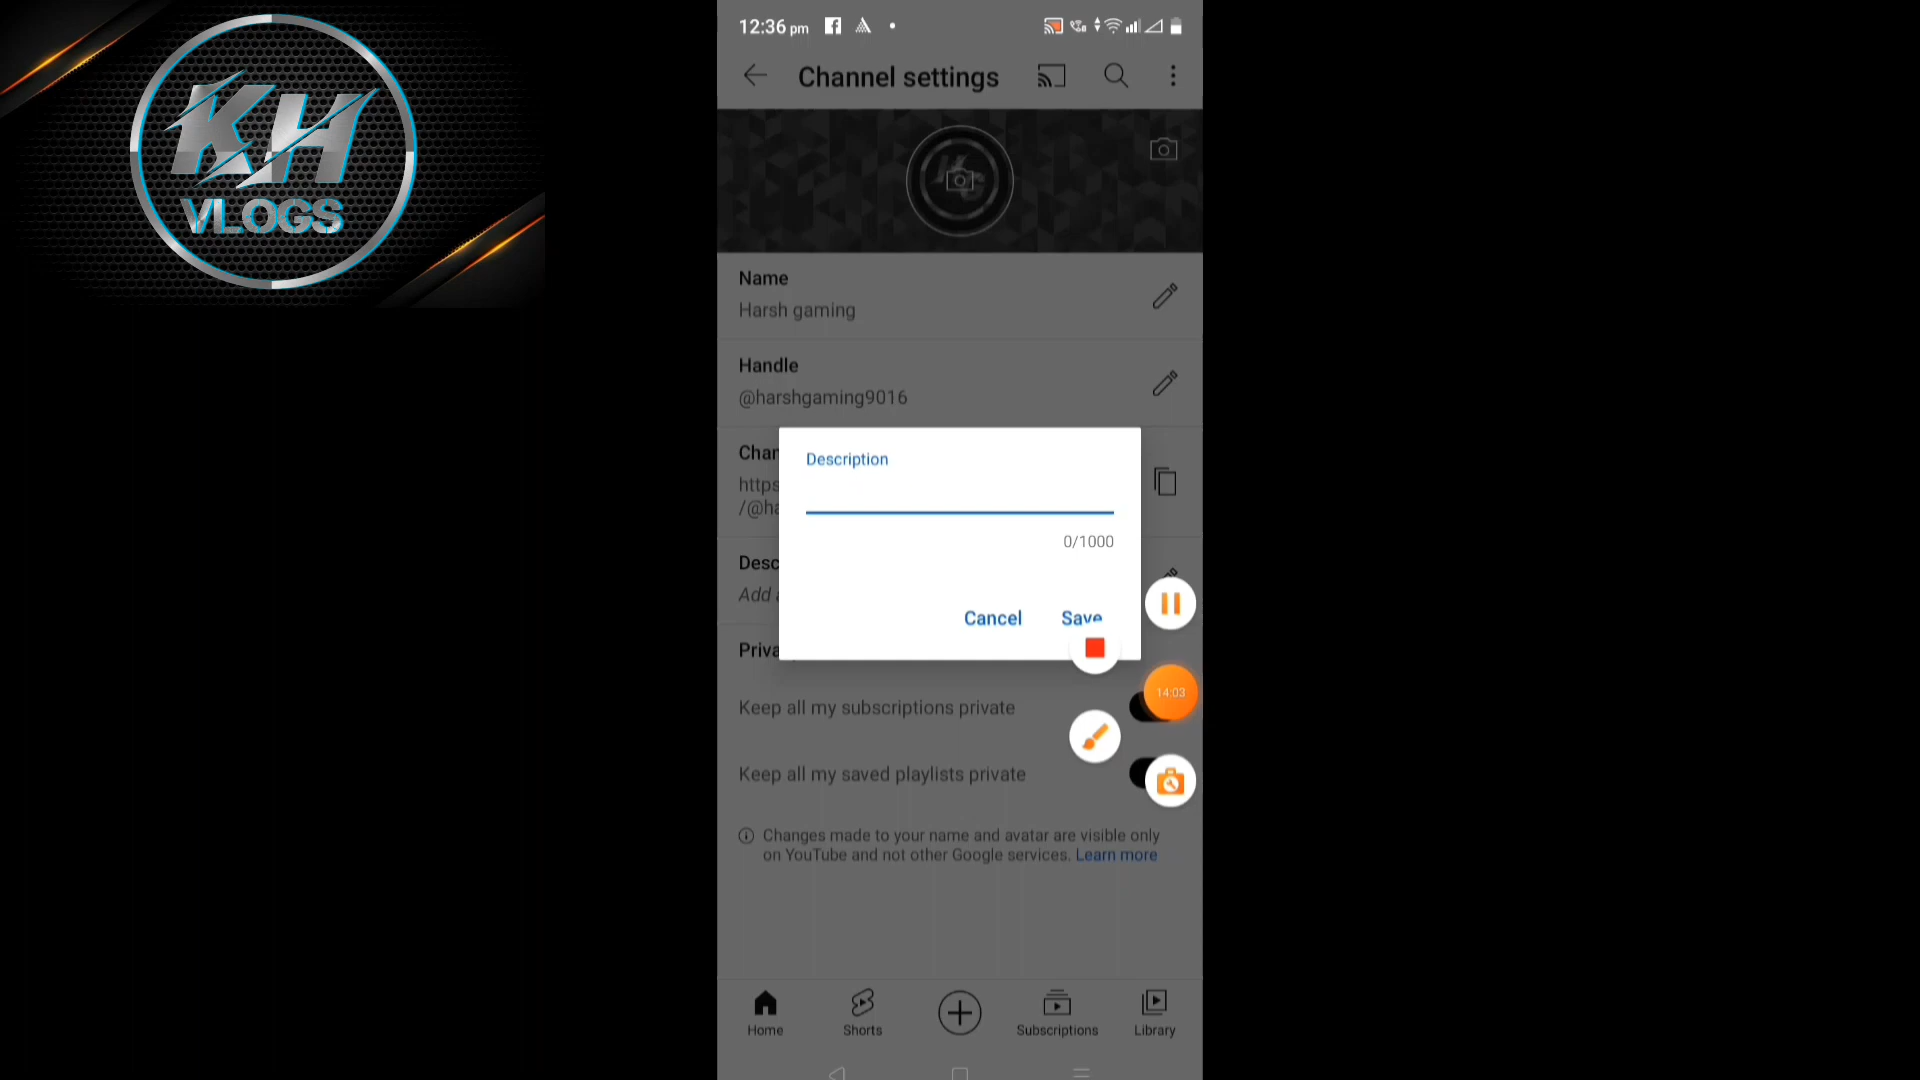 KH
VLOGS
12:36 pm
Channel settings
Name
Harsh gaming
Handle
@harshgaming9016
Chan
https
/@ha
Description
0/1000
Desc
Add a
Cancel
Save
Priva
14:03
Keep all my subscriptions private
Keep all my saved playlists private
Changes made to your name and avatar are visible only
on YouTube and not other Google services. Learn more
Home
Shorts
Subscriptions
Library